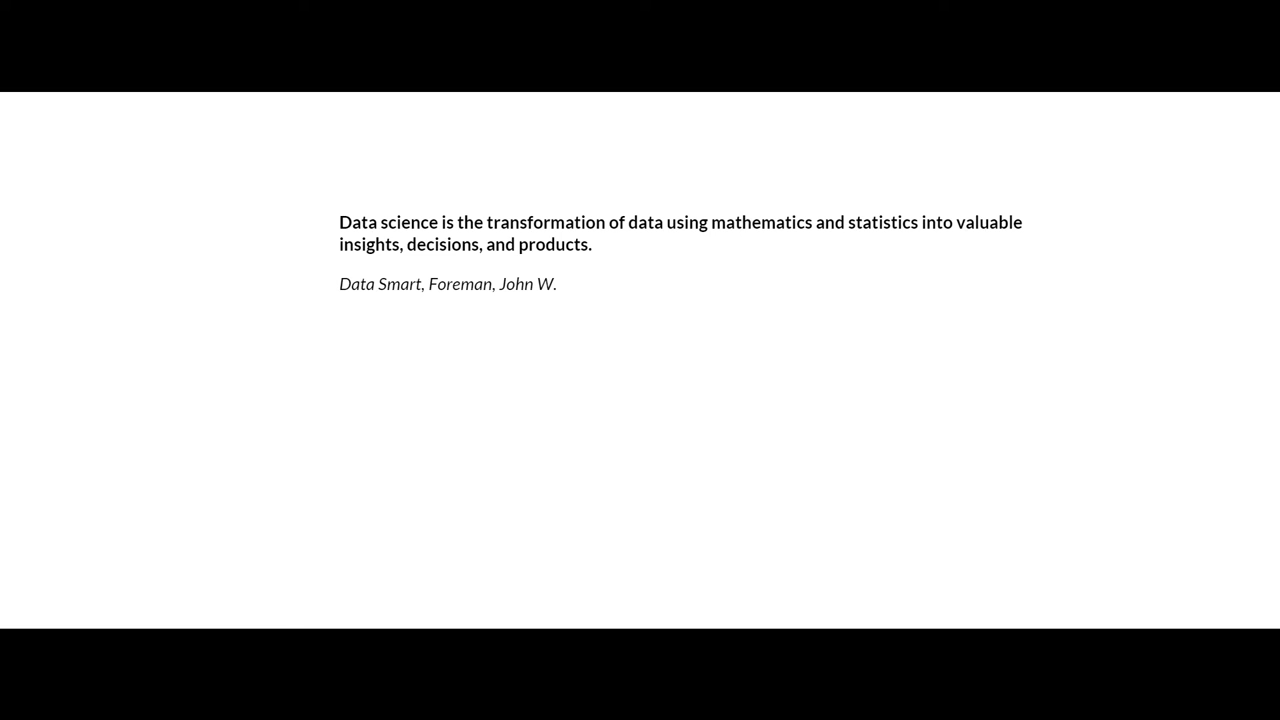 Data science is the transformation of data using mathematics and statistics into valuable
insights, decisions, and products.
Data Smart, Foreman, John W.